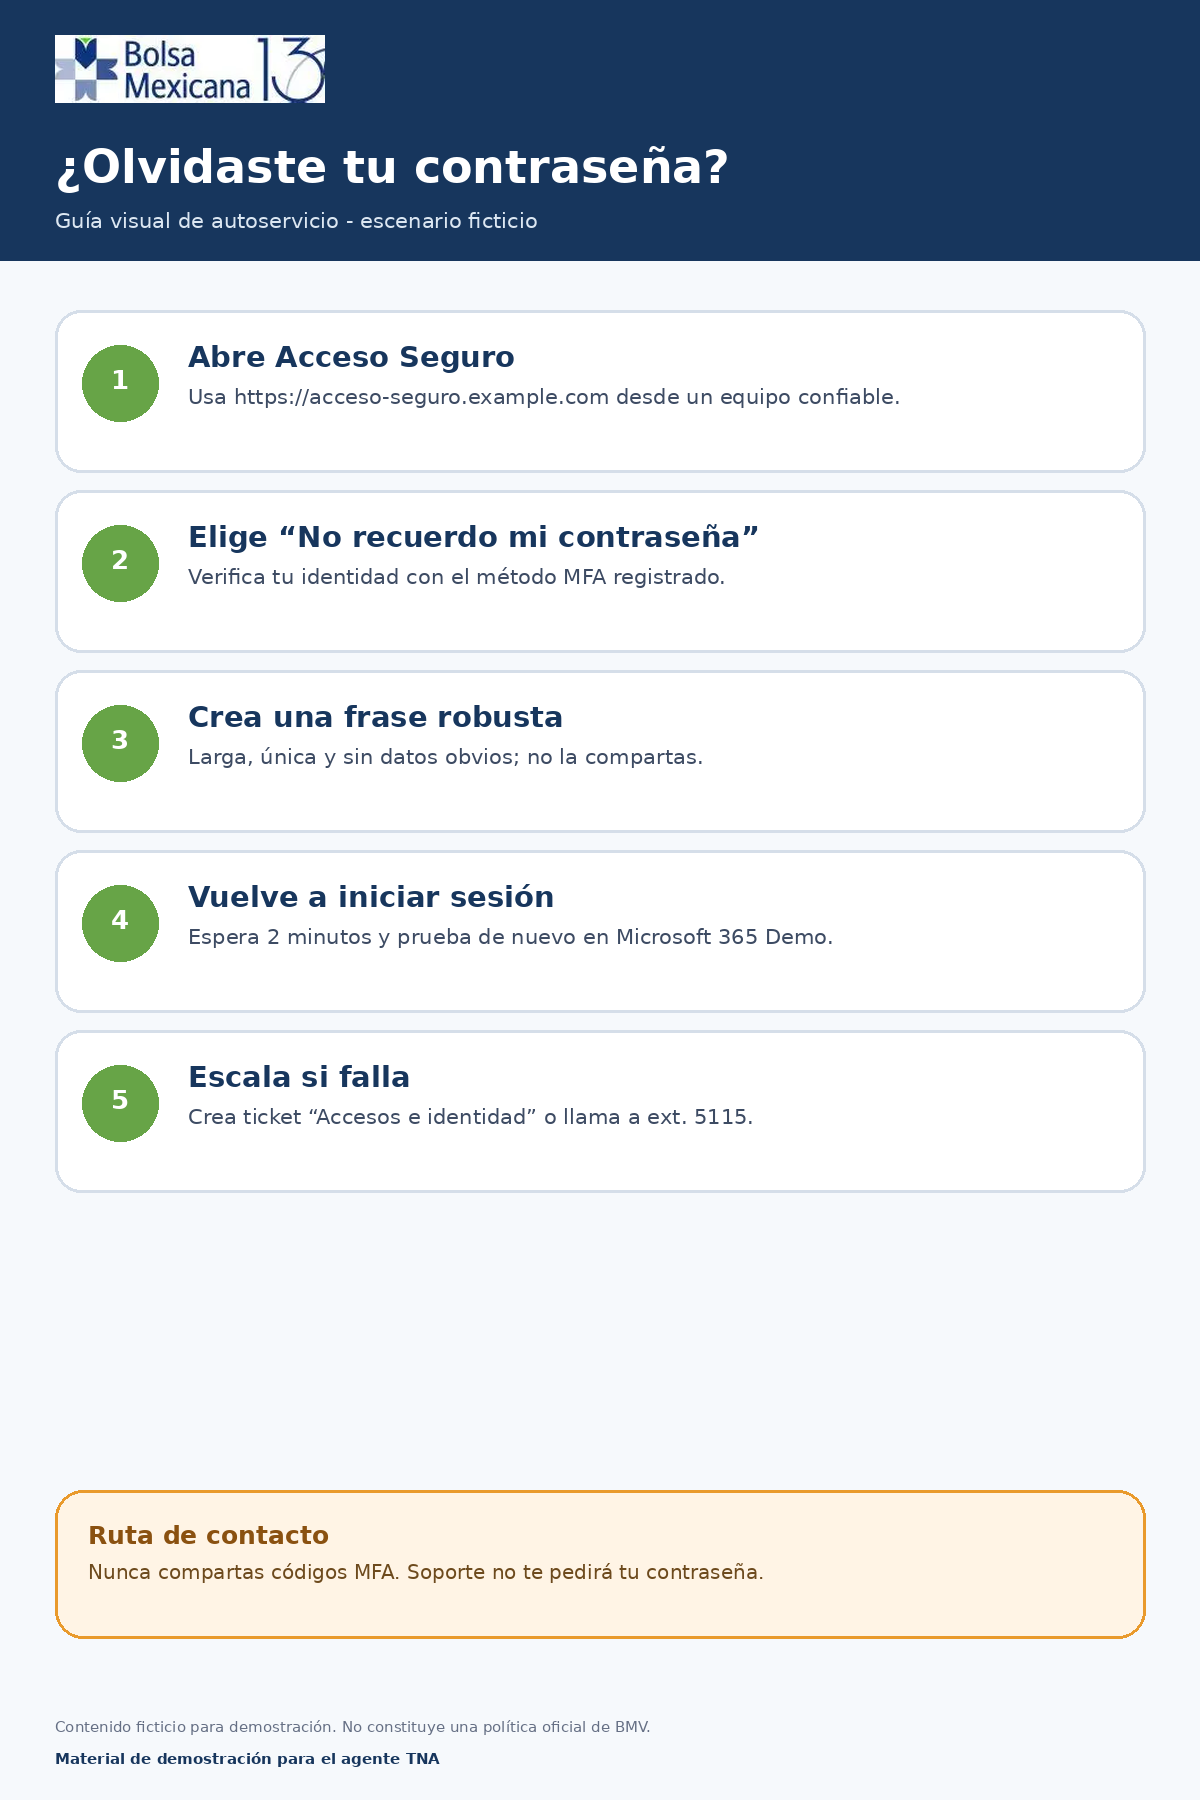 Bolsa
Mexicana
13
¿Olvidaste tu contraseña?
Guía visual de autoservicio - escenario ficticio
1
Abre Acceso Seguro
Usa https://acceso-seguro.example.com desde un equipo confiable.
2
Elige “No recuerdo mi contraseña”
Verifica tu identidad con el método MFA registrado.
3
Crea una frase robusta
Larga, única y sin datos obvios; no la compartas.
4
Vuelve a iniciar sesión
Espera 2 minutos y prueba de nuevo en Microsoft 365 Demo.
5
Escala si falla
Crea ticket “Accesos e identidad” o llama a ext. 5115.
Ruta de contacto
Nunca compartas códigos MFA. Soporte no te pedirá tu contraseña.
Contenido ficticio para demostración. No constituye una política oficial de BMV.
Material de demostración para el agente TNA